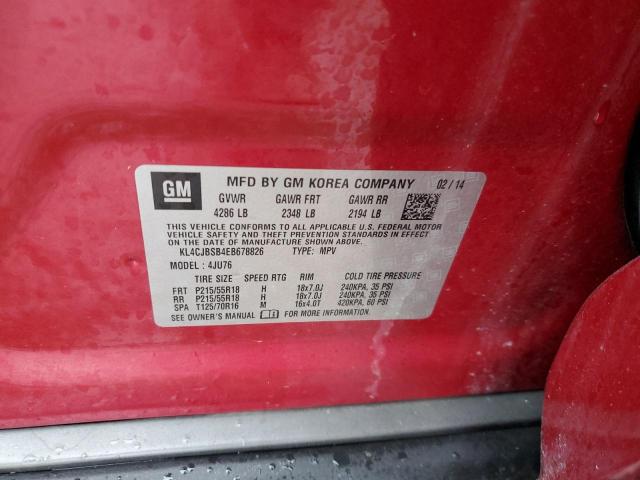 GM MFD BY GM KOREA COMPANY 02/14
GVWR GAWR FRT GAWR RR
4286 LB 2348 LB 2194 LB
THIS VEHICLE CONFORMS TO ALL APPLICABLE U.S. FEDERAL MOTOR
VEHICLE SAFETY AND THEFT PREVENTION STANDARDS IN EFFECT ON THE
DATE OF MANUFACTURE SHOWN ABOVE.
KL4CJBSB4EB678826 TYPE: MPV
MODEL : 4JU76
TIRE SIZE SPEED RTG RIM COLD TIRE PRESSURE
FRT P215/55R18 H 18x7.0J 240KPA, 35 PSI
RR P215/55R18 H 18x7.0J 240KPA, 35 PSI
SPA T125/70R16 M 16x4.0T 420KPA, 60 PSI
SEE OWNER'S MANUAL i FOR MORE INFORMATION.